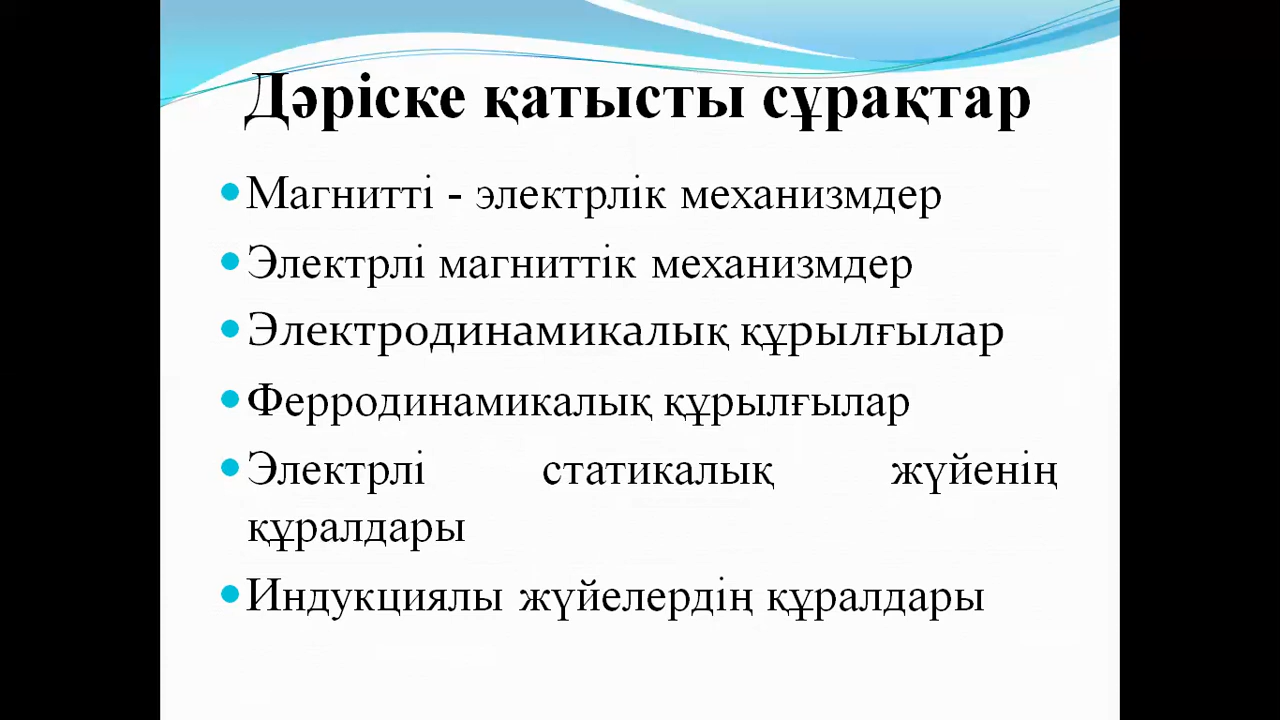 Дәріске қатысты сұрақтар
Магнитті - электрлік механизмдер
Электрлі магниттік механизмдер
Электродинамикалық құрылғылар
Ферродинамикалық құрылғылар
Электрлі статикалық жүйенің
құралдары
Индукциялы жүйелердің құралдары